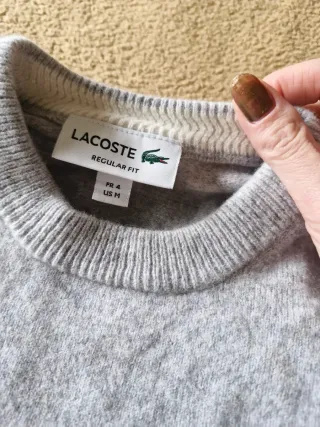 LACOSTE
REGULAR FIT
FR 4
US M